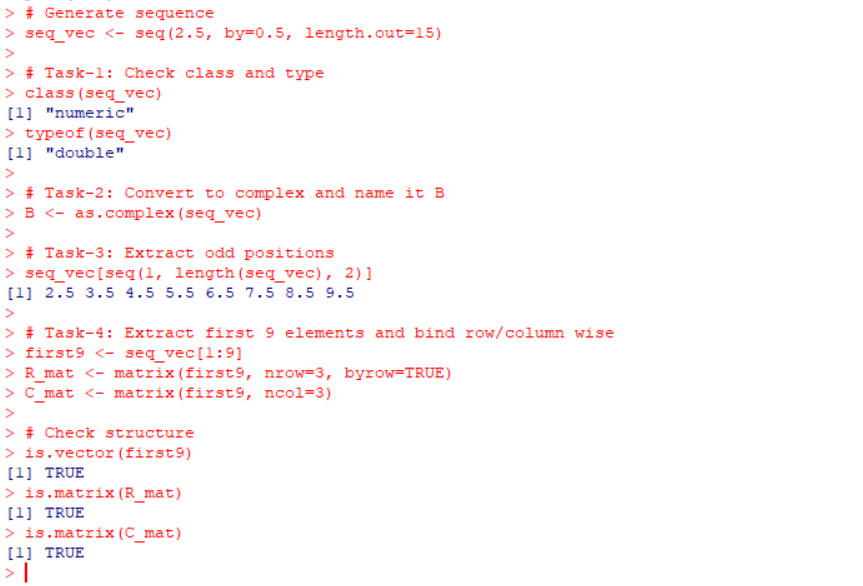 > # Generate sequence
> seq_vec <- seq(2.5, by=0.5, length.out=15)
>
> # Task-1: Check class and type
> class(seq_vec)
[1] "numeric"
> typeof(seq_vec)
[1] "double"
>
> # Task-2: Convert to complex and name it B
> B <- as.complex(seq_vec)
>
> # Task-3: Extract odd positions
> seq_vec[seq(1, length(seq_vec), 2)]
[1] 2.5 3.5 4.5 5.5 6.5 7.5 8.5 9.5
>
> # Task-4: Extract first 9 elements and bind row/column wise
> first9 <- seq_vec[1:9]
> R_mat <- matrix(first9, nrow=3, byrow=TRUE)
> C_mat <- matrix(first9, ncol=3)
>
> # Check structure
> is.vector(first9)
[1] TRUE
> is.matrix(R_mat)
[1] TRUE
> is.matrix(C_mat)
[1] TRUE
>